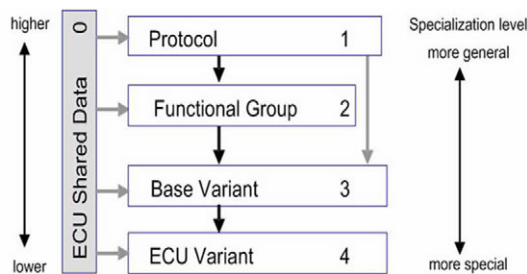 higher
lower
ECU Shared Data 0
Protocol 1
Functional Group 2
Base Variant 3
ECU Variant 4
Specialization level
more general
more special